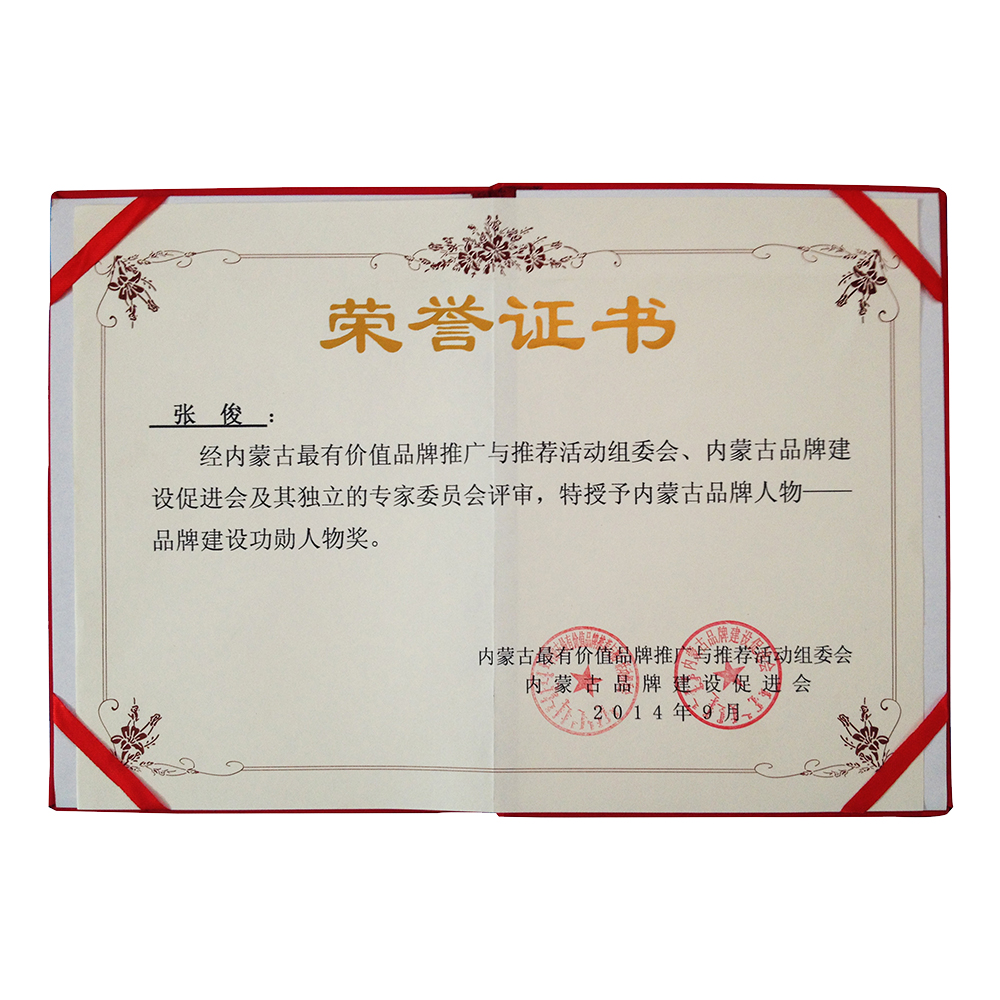 荣誉证书
张 俊 :
经内蒙古最有价值品牌推广与推荐活动组委会、内蒙古品牌建
设促进会及其独立的专家委员会评审，特授予内蒙古品牌人物——
品牌建设功勋人物奖。
内蒙古最有价值品牌推广与推荐活动组委会
内蒙古品牌建设促进会
2014年9月
内蒙古品牌建设促进会